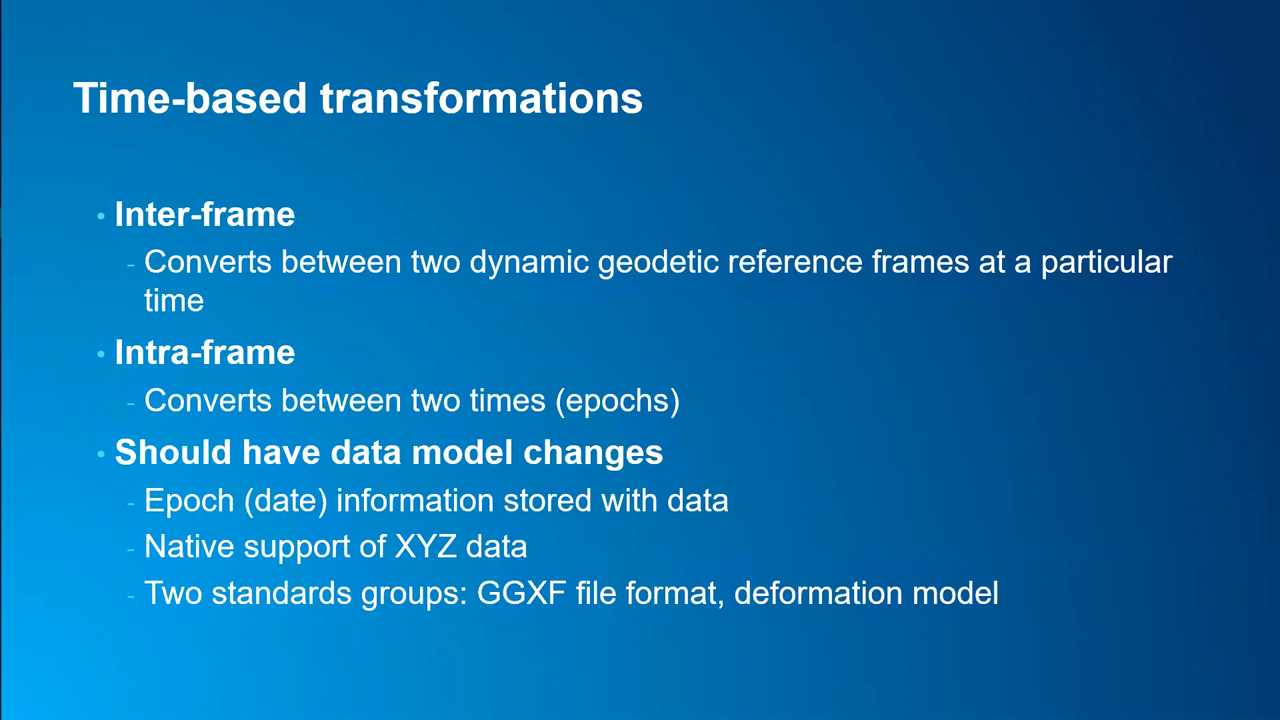 Time-based transformations
• Inter-frame
- Converts between two dynamic geodetic reference frames at a particular
time
• Intra-frame
- Converts between two times (epochs)
• Should have data model changes
- Epoch (date) information stored with data
- Native support of XYZ data
- Two standards groups: GGXF file format, deformation model